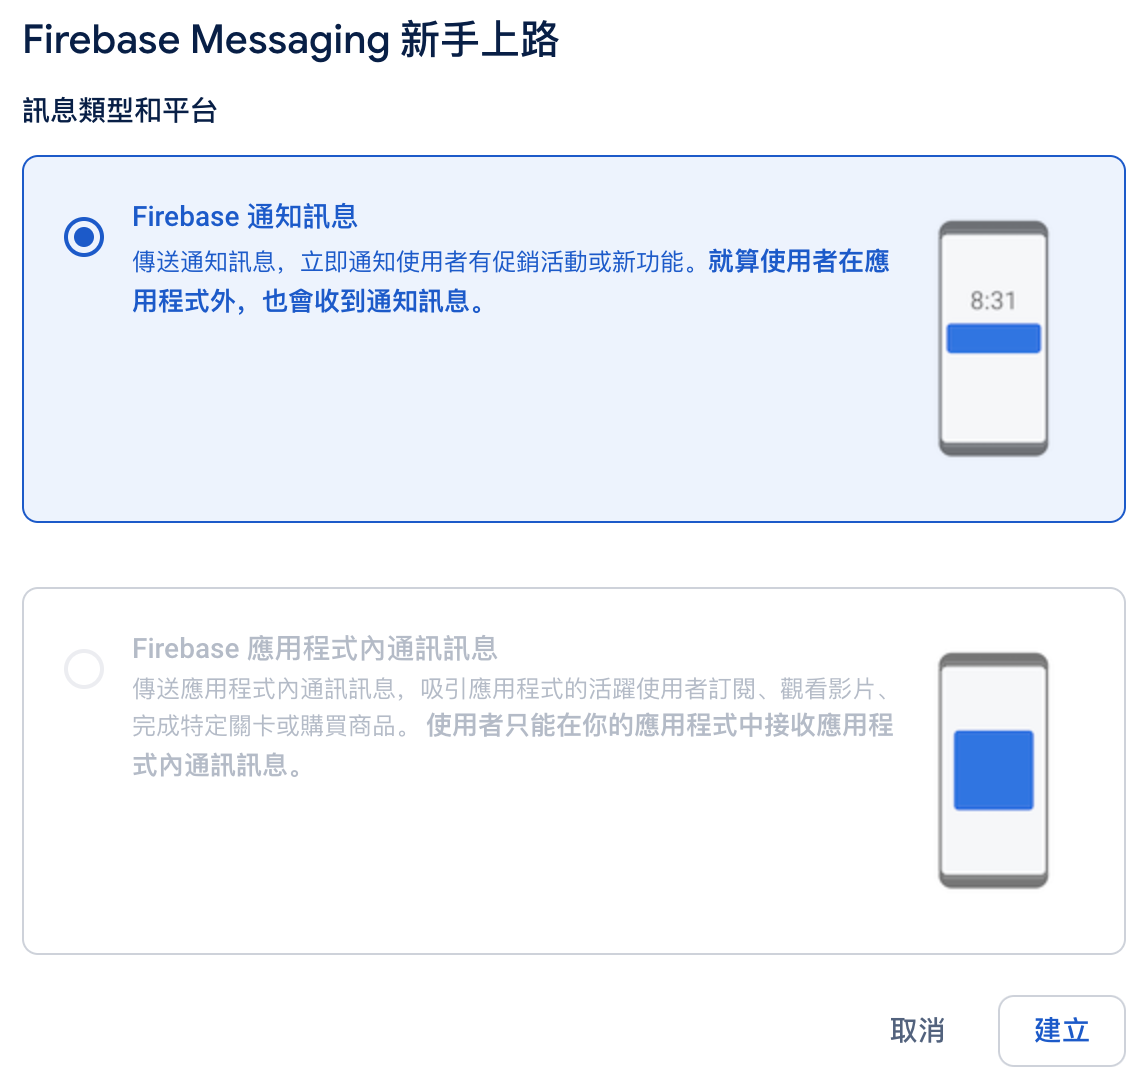 Firebase Messaging 新手上路
訊息類型和平台
Firebase 通知訊息
傳送通知訊息，立即通知使用者有促銷活動或新功能。就算使用者在應
用程式外，也會收到通知訊息。
8:31
Firebase 應用程式內通訊訊息
傳送應用程式內通訊訊息，吸引應用程式的活躍使用者訂閱、觀看影片、
完成特定關卡或購買商品。 使用者只能在你的應用程式中接收應用程
式內通訊訊息。
取消
建立